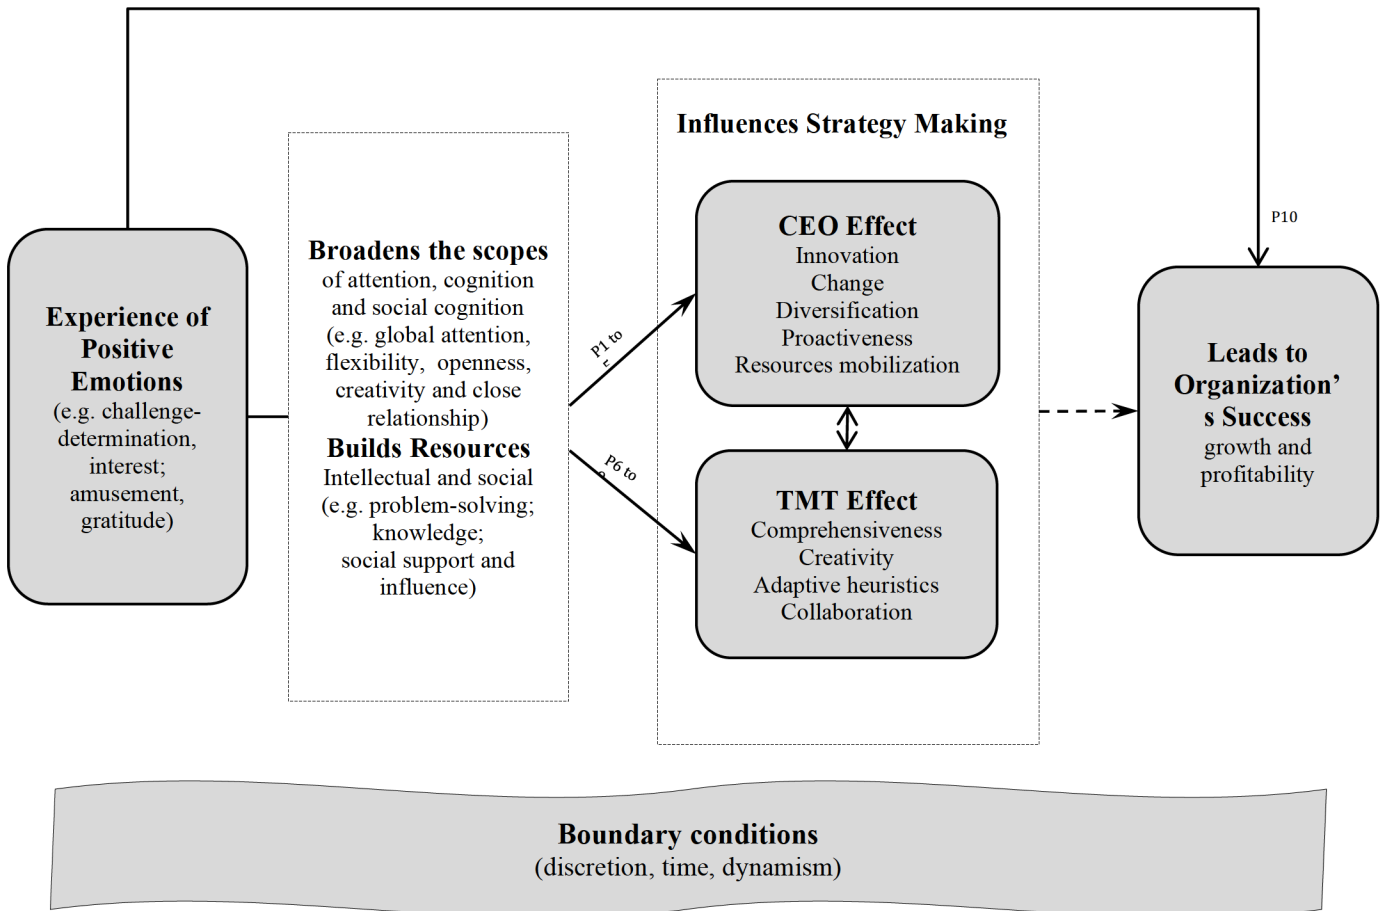 Influences Strategy Making
CEO Effect
Innovation
Change
Diversification
Proactiveness
Resources mobilization
P10
Broadens the scopes
of attention, cognition
and social cognition
(e.g. global attention,
flexibility, openness,
creativity and close
relationship)
Builds Resources
Intellectual and social
(e.g. problem-solving;
knowledge;
social support and
influence)
Experience of
Positive
Emotions
(e.g. challenge-
determination,
interest;
amusement,
gratitude)
P1 to
P6 to
TMT Effect
Comprehensiveness
Creativity
Adaptive heuristics
Collaboration
Leads to
Organization’
s Success
growth and
profitability
Boundary conditions
(discretion, time, dynamism)